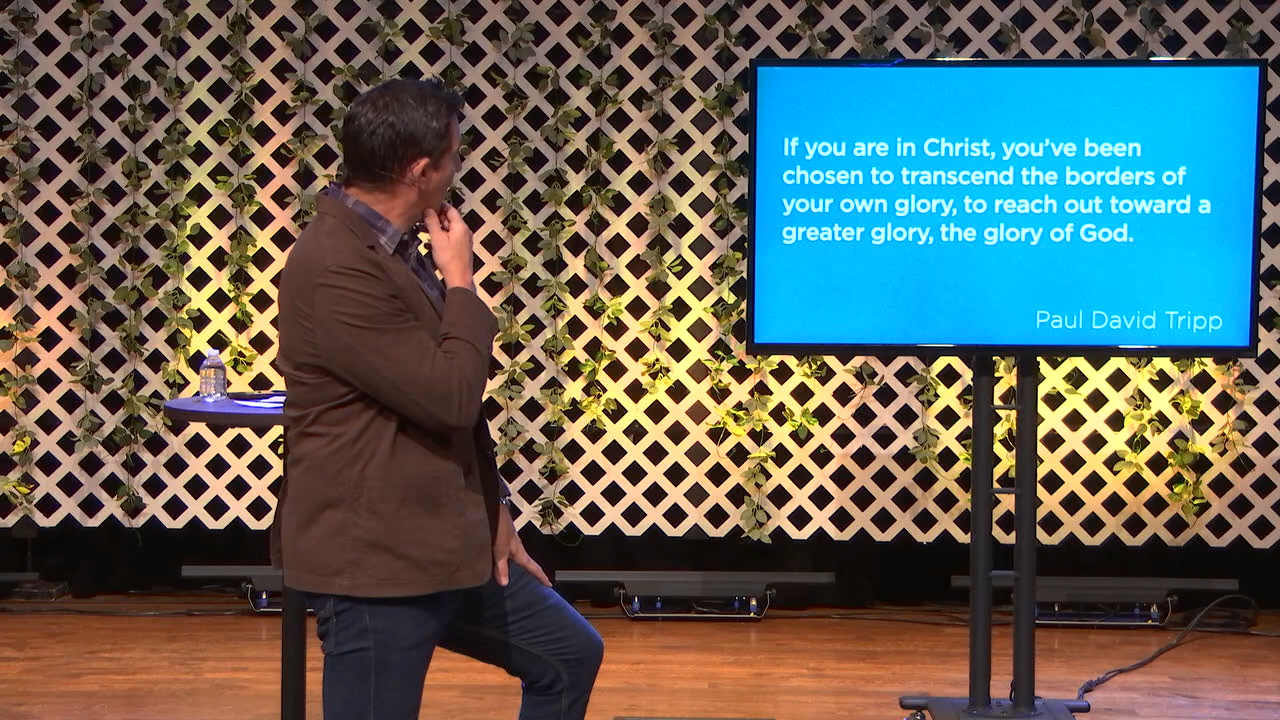 If you are in Christ, you’ve been
chosen to transcend the borders of
your own glory, to reach out toward a
greater glory, the glory of God.
Paul David Tripp